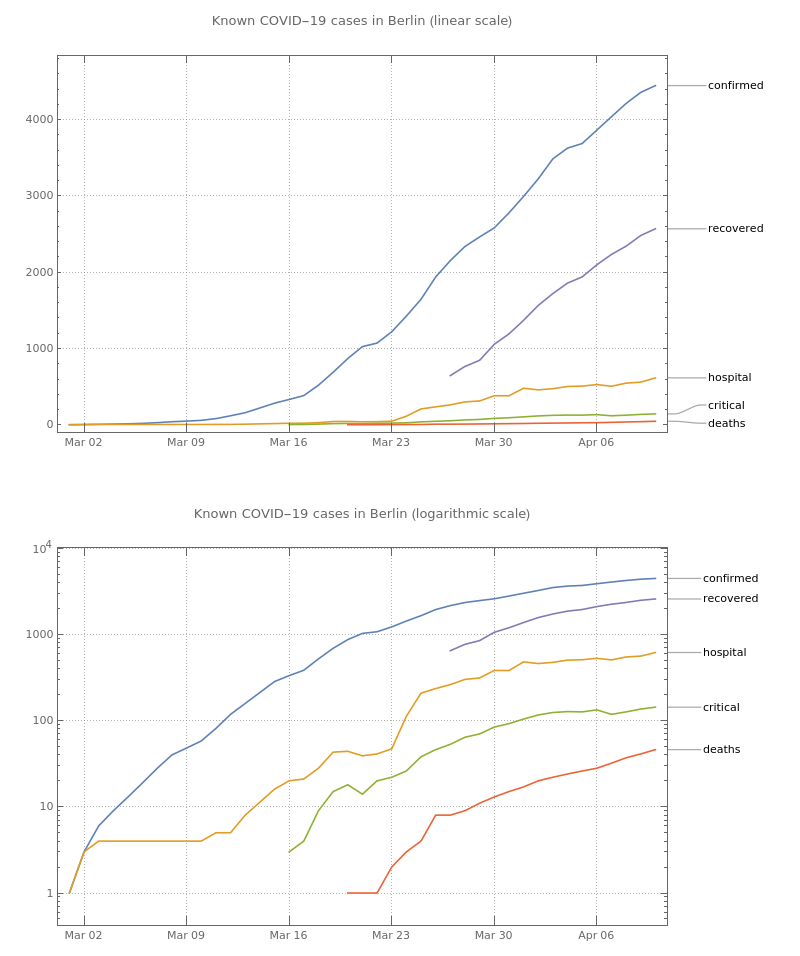 Known COVID–19 cases in Berlin (linear scale)
4000
3000
2000
1000
0
confirmed
recovered
hospital
critical
deaths
Mar 02 Mar 09 Mar 16 Mar 23 Mar 30 Apr 06
Known COVID–19 cases in Berlin (logarithmic scale)
10⁴
1000
100
10
1
confirmed
recovered
hospital
critical
deaths
Mar 02 Mar 09 Mar 16 Mar 23 Mar 30 Apr 06